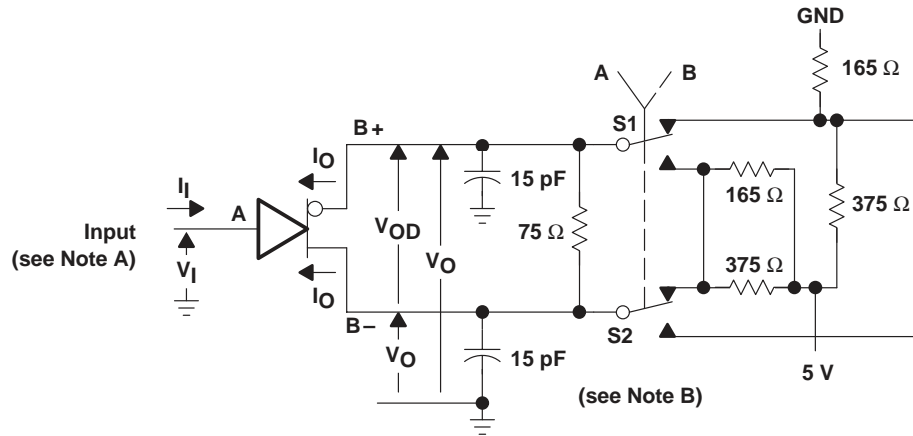 GND
165 Ω
A
B
S1
B+
IO
15 pF
II
A
165 Ω
375 Ω
Input
(see Note A)
VOD
75 Ω
VO
VI
375 Ω
IO
B−
S2
VO
15 pF
5 V
(see Note B)